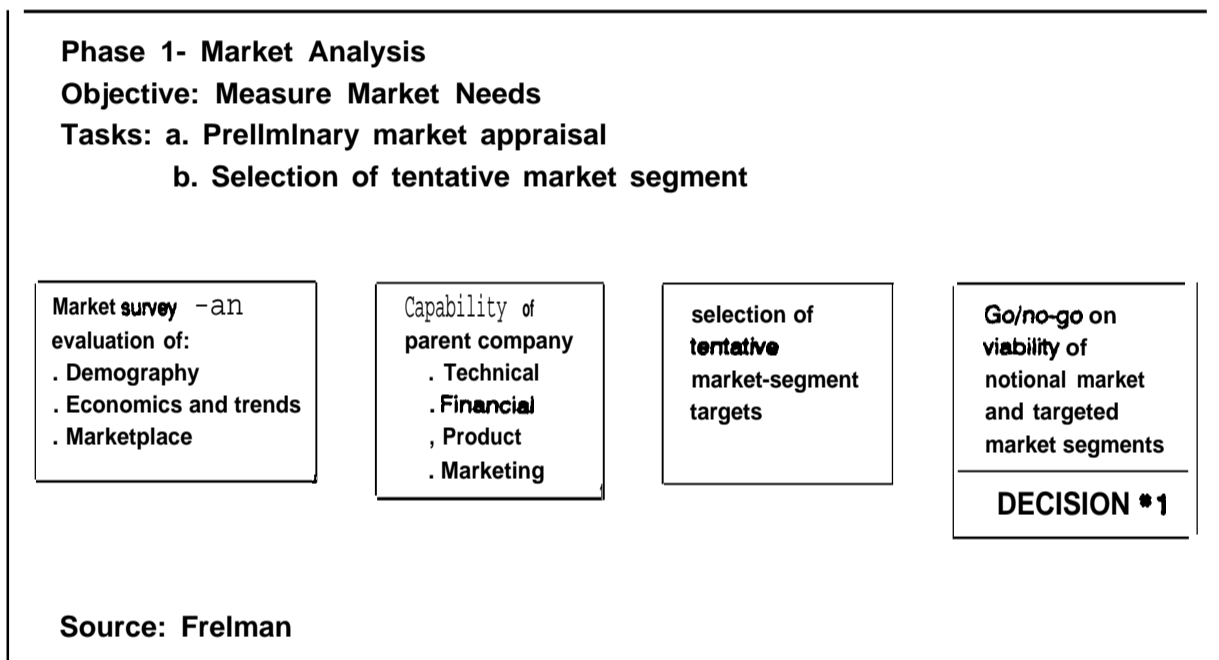 Phase 1- Market Analysis
Objective: Measure Market Needs
Tasks: a. PrelImInary market appraisal
b. Selection of tentative market segment
Market survey -an
evaluation of:
. Demography
. Economics and trends
. Marketplace
Capability of
parent company
. Technical
. Financial
, Product
. Marketing
selection of
tentative
market-segment
targets
Go/no-go on
viability of
notional market
and targeted
market segments
DECISION #1
Source: Frelman